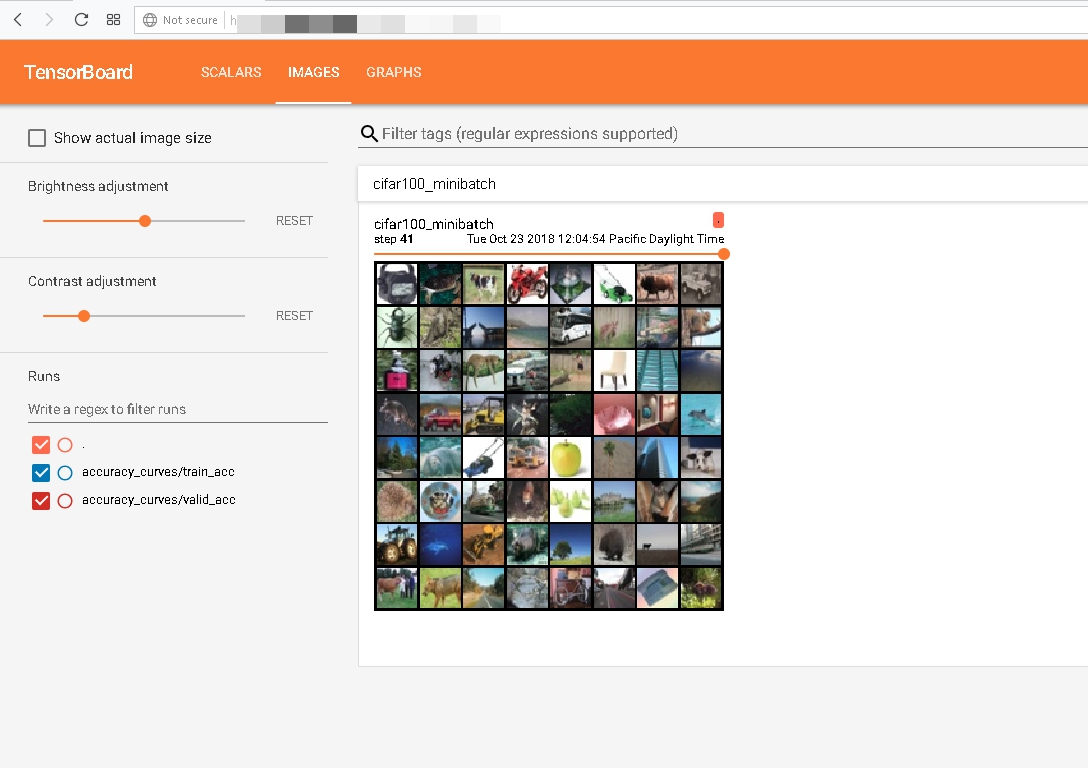 Not secure h
TensorBoard SCALARS IMAGES GRAPHS
Show actual image size
Filter tags (regular expressions supported)
Brightness adjustment
RESET
Contrast adjustment
RESET
Runs
Write a regex to filter runs
.
accuracy_curves/train_acc
accuracy_curves/valid_acc
cifar100_minibatch
cifar100_minibatch
.
step 41 Tue Oct 23 2018 12:04:54 Pacific Daylight Time